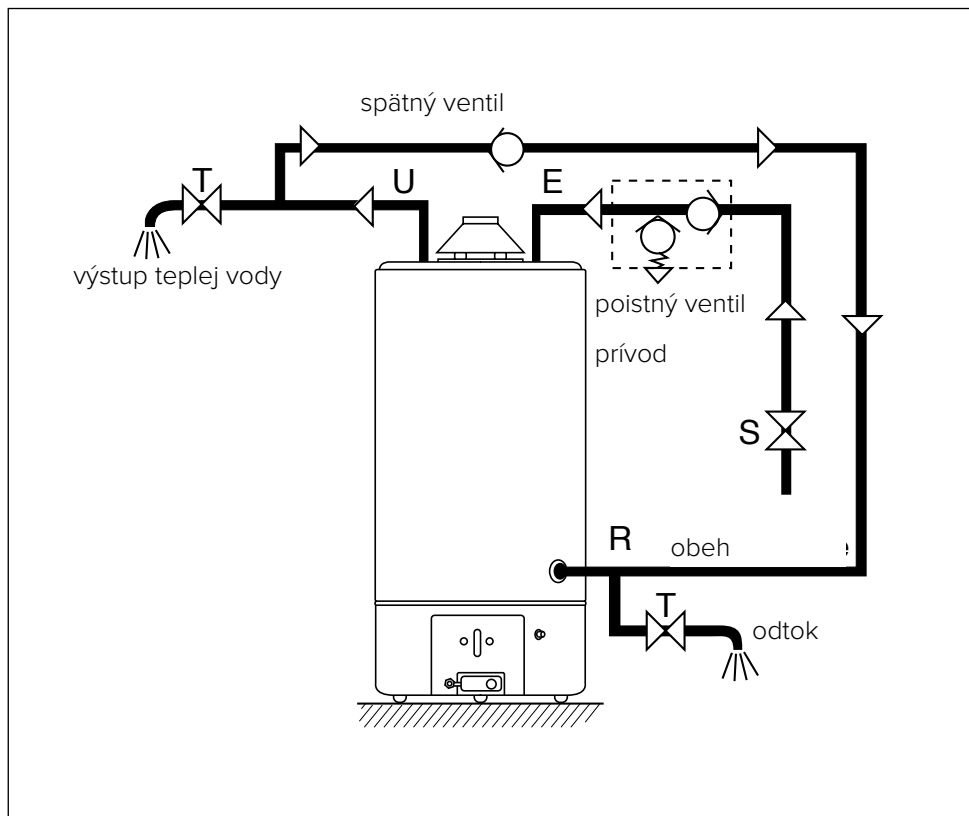 spätný ventil
T
U
E
výstup teplej vody
poistný ventil
prívod
S
R
obeh
T
odtok